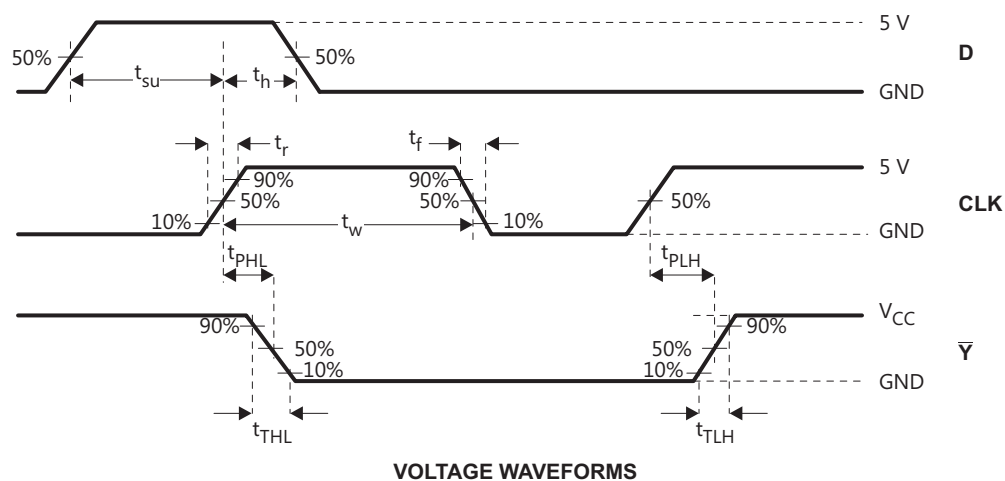 5 V
50%
50%
D
tsu
th
GND
tr
tf
5 V
90%
90%
50%
50%
50%
CLK
10%
10%
tw
GND
tPHL
tPLH
VCC
90%
90%
50%
50%
Y̅
10%
10%
GND
tTHL
tTLH
VOLTAGE WAVEFORMS